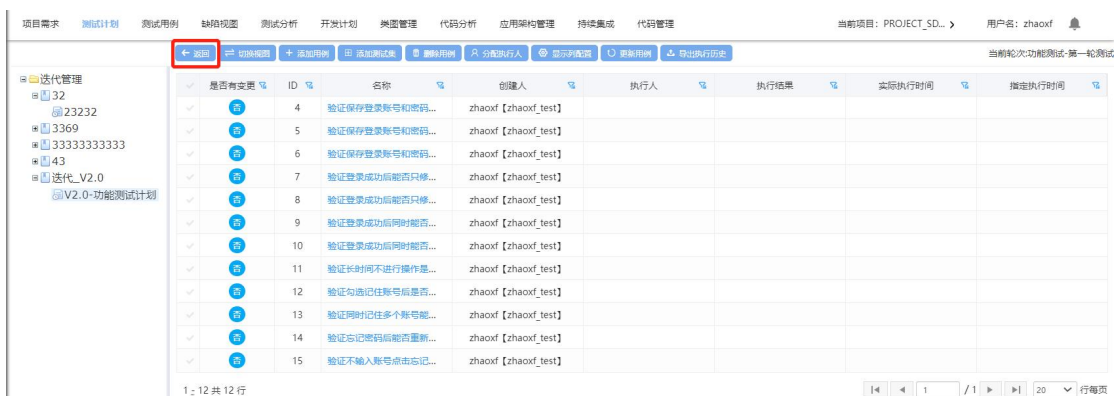 项目需求 测试计划 测试用例 缺陷视图 测试分析 开发计划 类图管理 代码分析 应用架构管理 持续集成 代码管理 当前项目: PROJECT_SD... 用户名: zhaoxf
返回 切换视图 添加用例 添加测试集 删除用例 分配执行人 显示列配置 更新用例 导出执行历史 当前轮次:功能测试-第一轮测试
迭代管理
32
23232
3369
33333333333
43
迭代_V2.0
V2.0-功能测试计划
是否有变更 ID 名称 创建人 执行人 执行结果 实际执行时间 指定执行时间
否 4 验证保存登录账号和密码... zhaoxf【zhaoxf_test】
否 5 验证保存登录账号和密码... zhaoxf【zhaoxf_test】
否 6 验证保存登录账号和密码... zhaoxf【zhaoxf_test】
否 7 验证登录成功后能否只修... zhaoxf【zhaoxf_test】
否 8 验证登录成功后能否只修... zhaoxf【zhaoxf_test】
否 9 验证登录成功后同时能否... zhaoxf【zhaoxf_test】
否 10 验证登录成功后同时能否... zhaoxf【zhaoxf_test】
否 11 验证长时间不进行操作是... zhaoxf【zhaoxf_test】
否 12 验证勾选记住账号后是否... zhaoxf【zhaoxf_test】
否 13 验证同时记住多个账号能... zhaoxf【zhaoxf_test】
否 14 验证忘记密码后能否重新... zhaoxf【zhaoxf_test】
否 15 验证不输入账号点击忘记... zhaoxf【zhaoxf_test】
1 - 12 共 12 行 1 / 1 20 行每页